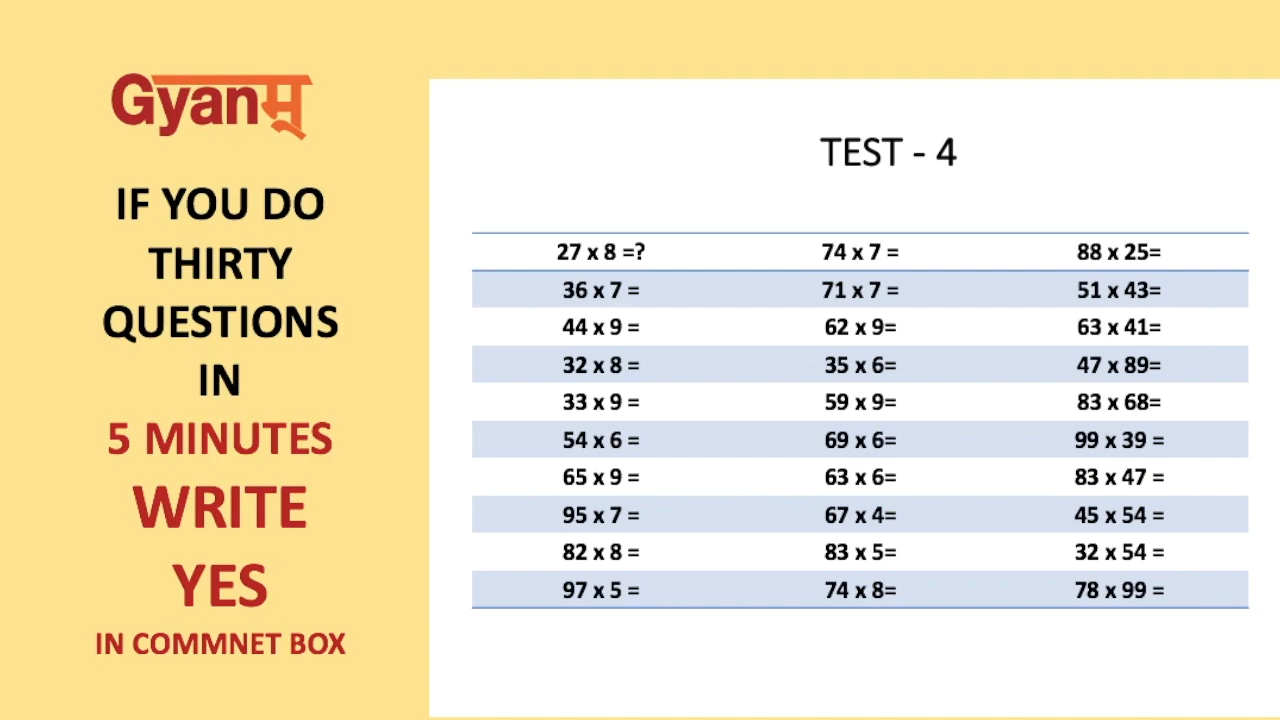 Gyanमू
IF YOU DO
THIRTY
QUESTIONS
IN
5 MINUTES
WRITE
YES
IN COMMNET BOX
TEST - 4
27 x 8 =? 74 x 7 = 88 x 25=
36 x 7 = 71 x 7 = 51 x 43=
44 x 9 = 62 x 9= 63 x 41=
32 x 8 = 35 x 6= 47 x 89=
33 x 9 = 59 x 9= 83 x 68=
54 x 6 = 69 x 6= 99 x 39 =
65 x 9 = 63 x 6= 83 x 47 =
95 x 7 = 67 x 4= 45 x 54 =
82 x 8 = 83 x 5= 32 x 54 =
97 x 5 = 74 x 8= 78 x 99 =